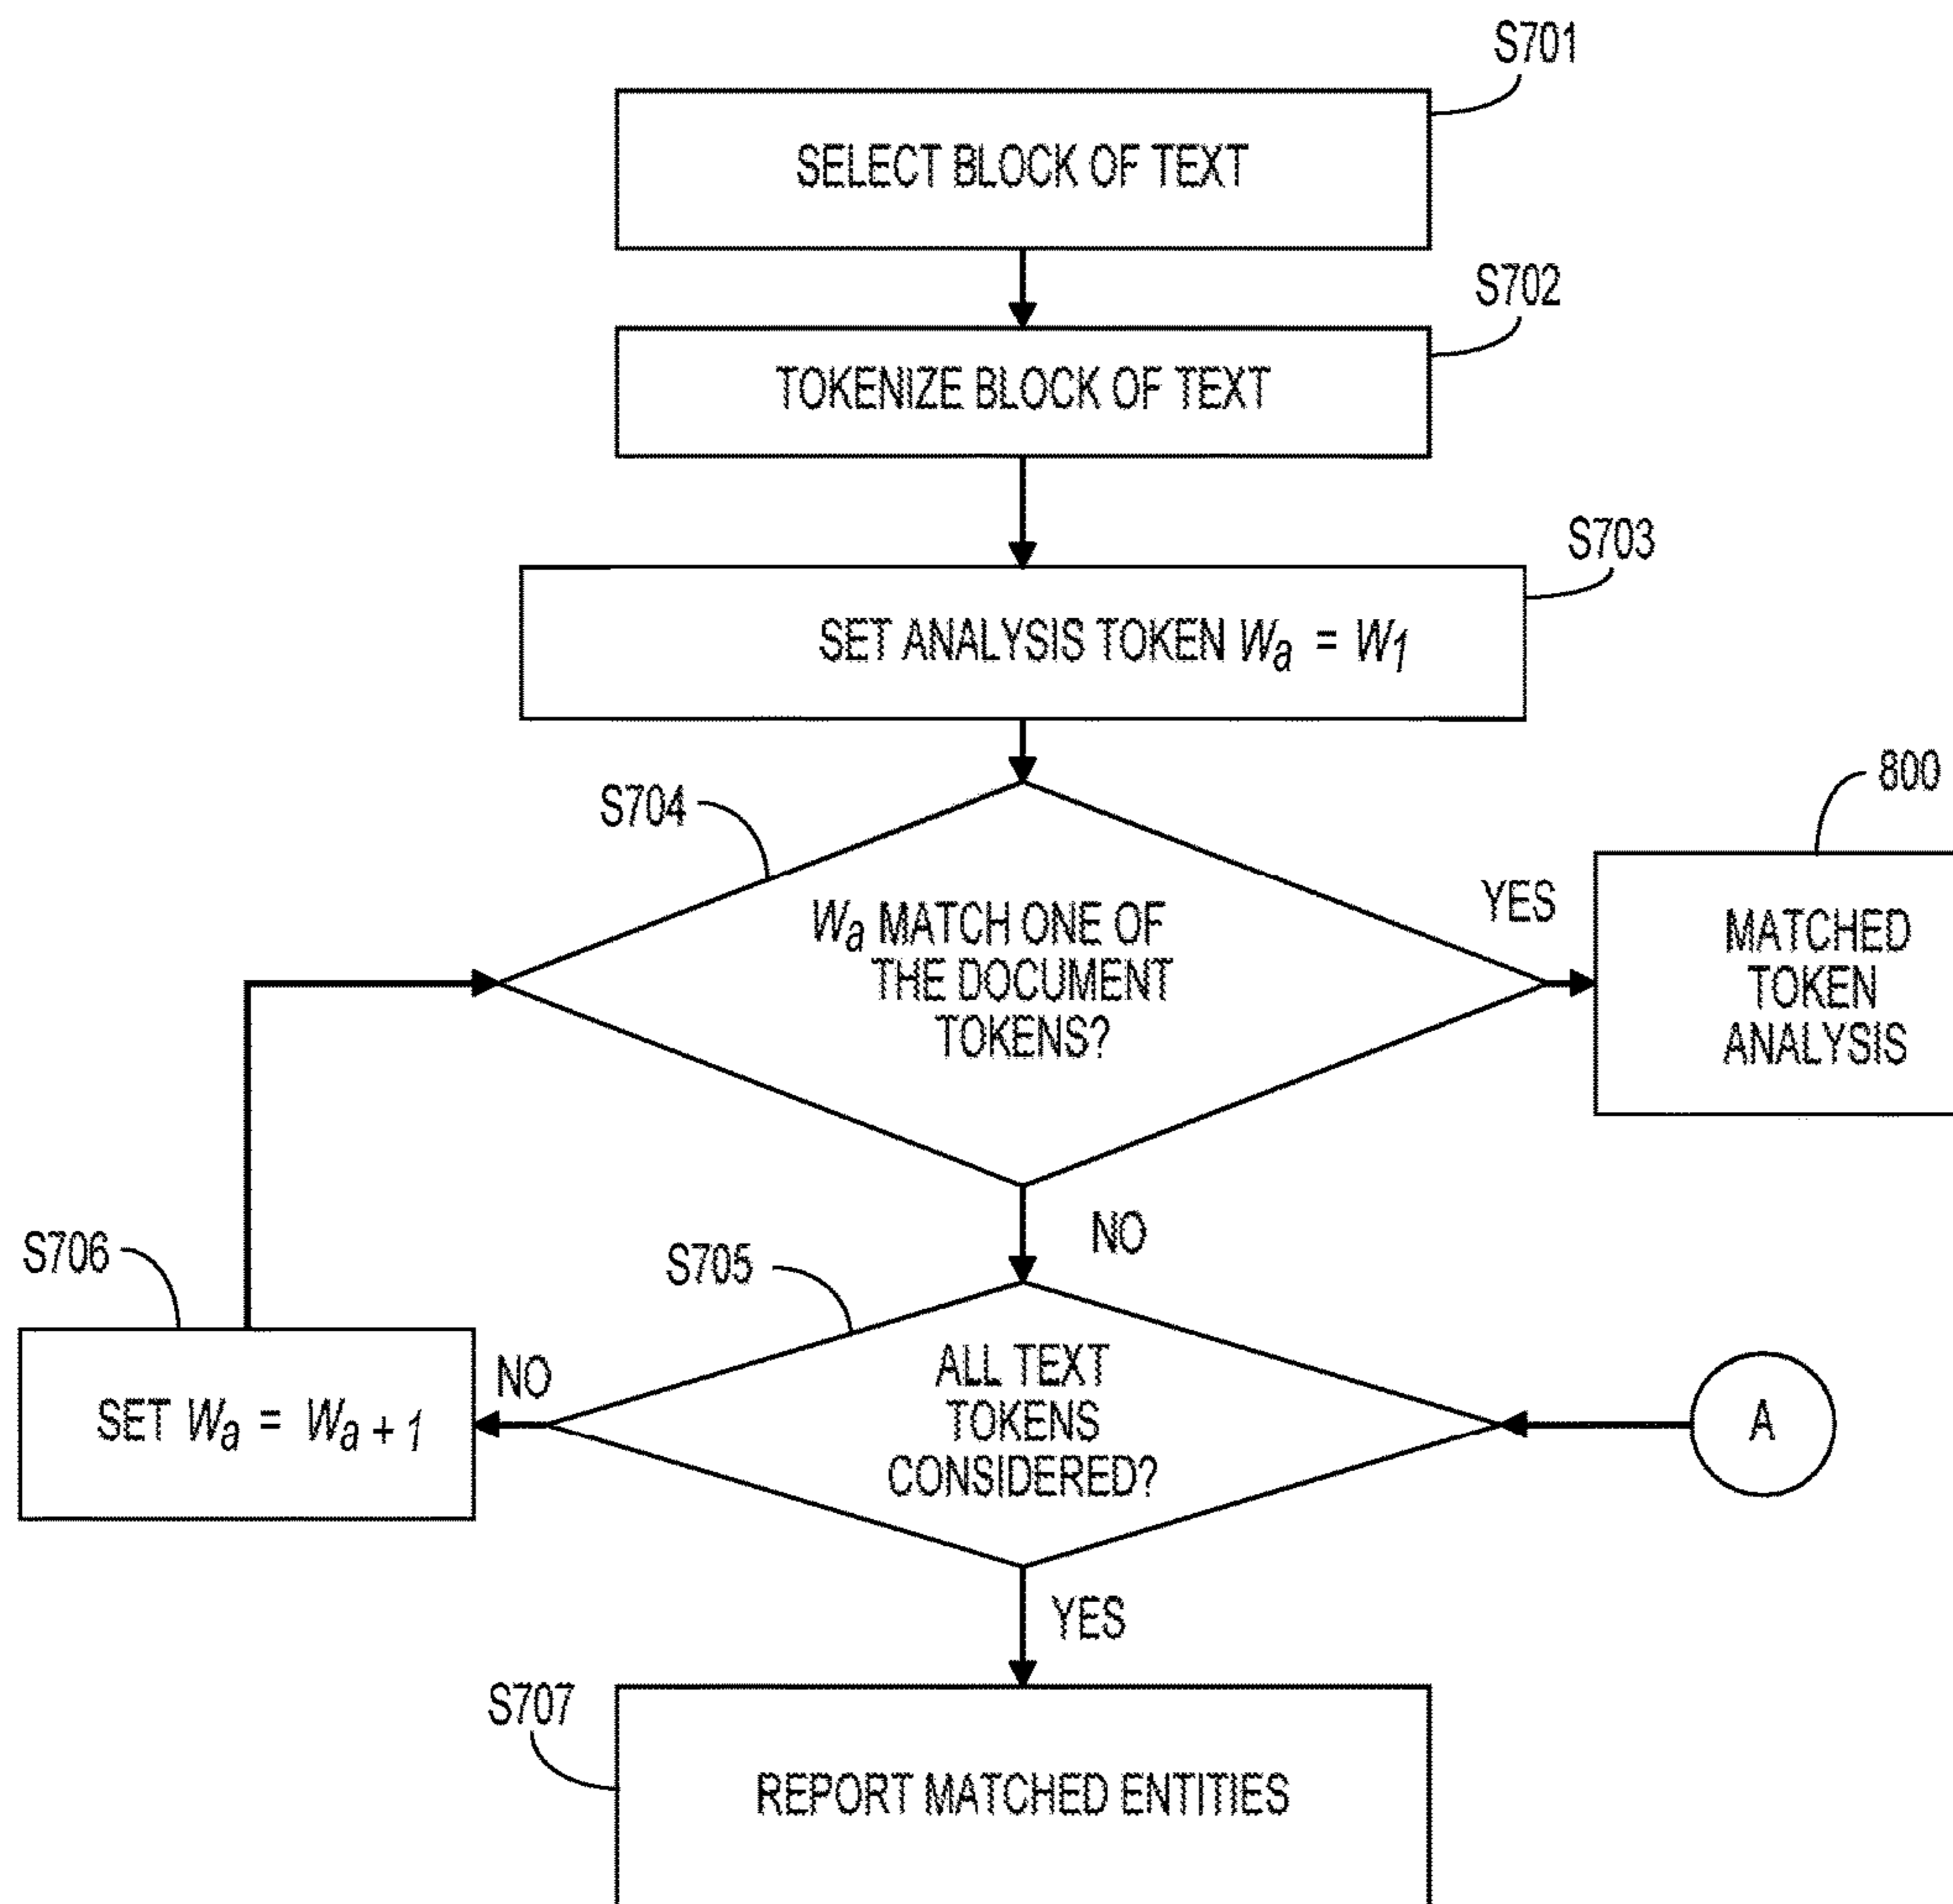 S701
SELECT BLOCK OF TEXT
S702
TOKENIZE BLOCK OF TEXT
S703
SET ANALYSIS TOKEN Wa = W1
S704
800
Wa MATCH ONE OF
THE DOCUMENT
TOKENS?
YES
MATCHED
TOKEN
ANALYSIS
NO
S706
S705
SET Wa = Wa + 1
NO
ALL TEXT
TOKENS
CONSIDERED?
A
YES
S707
REPORT MATCHED ENTITIES